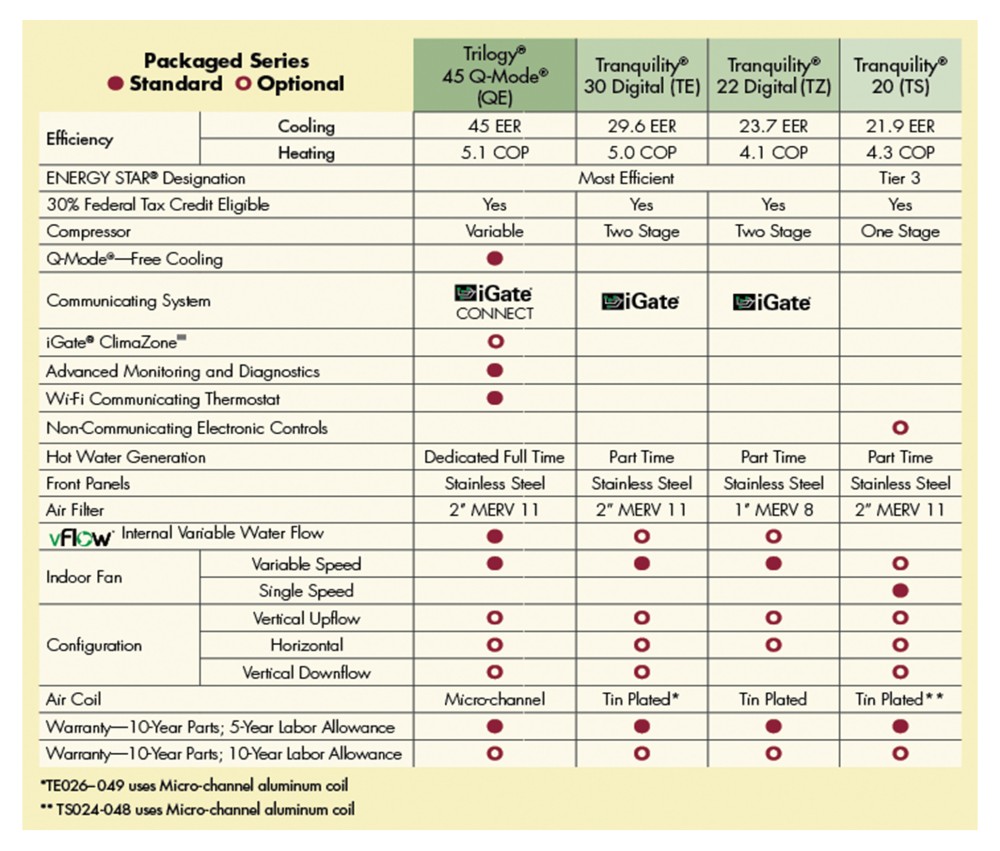 Packaged Series
● Standard ○ Optional
Trilogy® 45 Q-Mode® (QE)
Tranquility® 30 Digital (TE)
Tranquility® 22 Digital (TZ)
Tranquility® 20 (TS)
Efficiency
Cooling 45 EER 29.6 EER 23.7 EER 21.9 EER
Heating 5.1 COP 5.0 COP 4.1 COP 4.3 COP
ENERGY STAR® Designation Most Efficient Tier 3
30% Federal Tax Credit Eligible Yes Yes Yes Yes
Compressor Variable Two Stage Two Stage One Stage
Q-Mode®—Free Cooling ●
Communicating System iGate® CONNECT iGate® iGate®
iGate® ClimaZone℠ ○
Advanced Monitoring and Diagnostics ●
Wi-Fi Communicating Thermostat ●
Non-Communicating Electronic Controls ○
Hot Water Generation Dedicated Full Time Part Time Part Time Part Time
Front Panels Stainless Steel Stainless Steel Stainless Steel Stainless Steel
Air Filter 2” MERV 11 2” MERV 11 1” MERV 8 2” MERV 11
vFlow® Internal Variable Water Flow ● ○ ○
Indoor Fan
Variable Speed ● ● ● ○
Single Speed ●
Configuration
Vertical Upflow ○ ○ ○ ○
Horizontal ○ ○ ○ ○
Vertical Downflow ○ ○ ○
Air Coil Micro-channel Tin Plated* Tin Plated Tin Plated**
Warranty—10-Year Parts; 5-Year Labor Allowance ● ● ● ●
Warranty—10-Year Parts; 10-Year Labor Allowance ○ ○ ○ ○
*TE026–049 uses Micro-channel aluminum coil
** TS024-048 uses Micro-channel aluminum coil